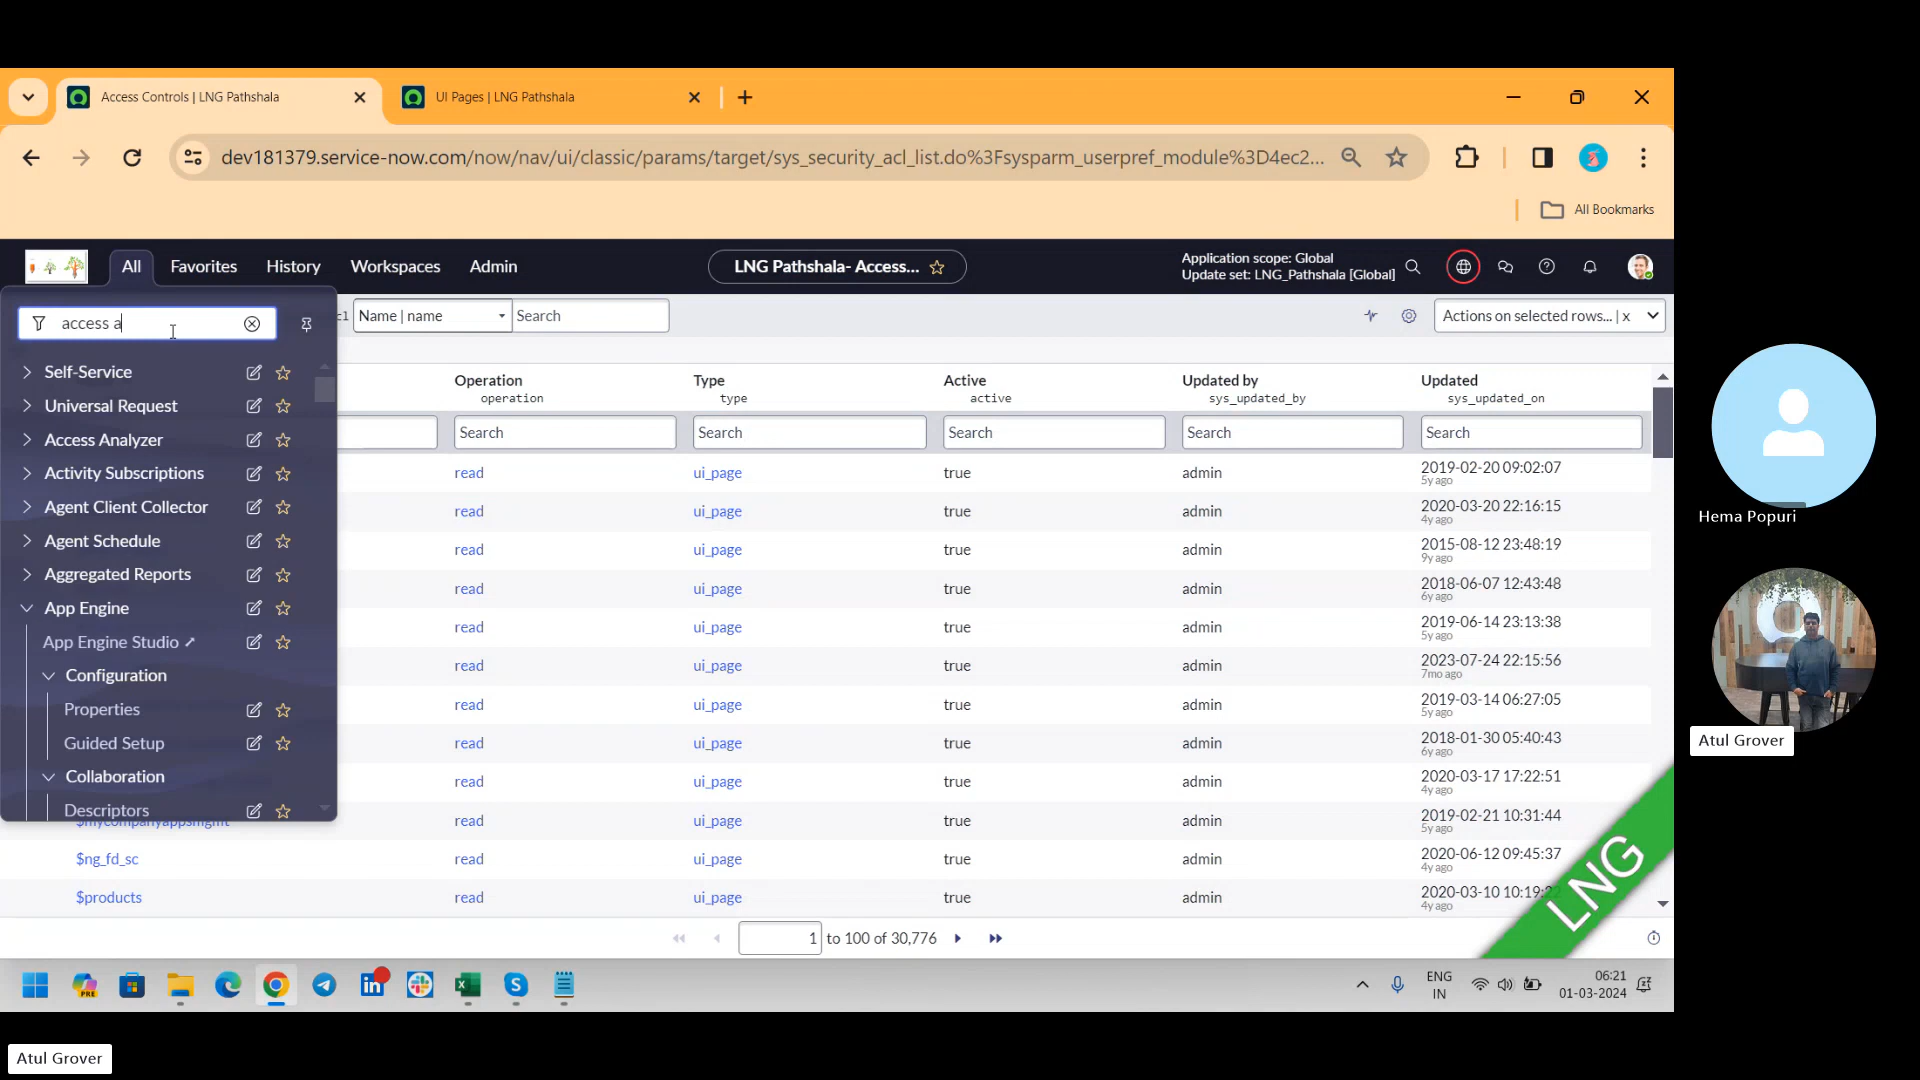 Access Controls | LNG Pathshala
UI Pages | LNG Pathshala
dev181379.service-now.com/now/nav/ui/classic/params/target/sys_security_acl_list.do%3Fsysparm_userpref_module%3D4ec2...
All Bookmarks
All
Favorites
History
Workspaces
Admin
LNG Pathshala- Access...
Application scope: Global
Update set: LNG_Pathshala [Global]
access a
Name | name
Search
Actions on selected rows... | x
Self-Service
Universal Request
Access Analyzer
Activity Subscriptions
Agent Client Collector
Agent Schedule
Aggregated Reports
App Engine
App Engine Studio
Configuration
Properties
Guided Setup
Collaboration
Descriptors
Operation Type Active Updated by Updated
operation type active sys_updated_by sys_updated_on
Search Search Search Search Search
read ui_page true admin 2019-02-20 09:02:07
5y ago
read ui_page true admin 2020-03-20 22:16:15
4y ago
read ui_page true admin 2015-08-12 23:48:19
9y ago
read ui_page true admin 2018-06-07 12:43:48
6y ago
read ui_page true admin 2019-06-14 23:13:38
5y ago
read ui_page true admin 2023-07-24 22:15:56
7mo ago
read ui_page true admin 2019-03-14 06:27:05
5y ago
read ui_page true admin 2018-01-30 05:40:43
6y ago
read ui_page true admin 2020-03-17 17:22:51
4y ago
$mycompanyappsmgmt read ui_page true admin 2019-02-21 10:31:44
5y ago
$ng_fd_sc read ui_page true admin 2020-06-12 09:45:37
4y ago
$products read ui_page true admin 2020-03-10 10:19:2
4y ago
1 to 100 of 30,776
LNG
PRE
ENG
IN
06:21
01-03-2024
Hema Popuri
Atul Grover
Atul Grover